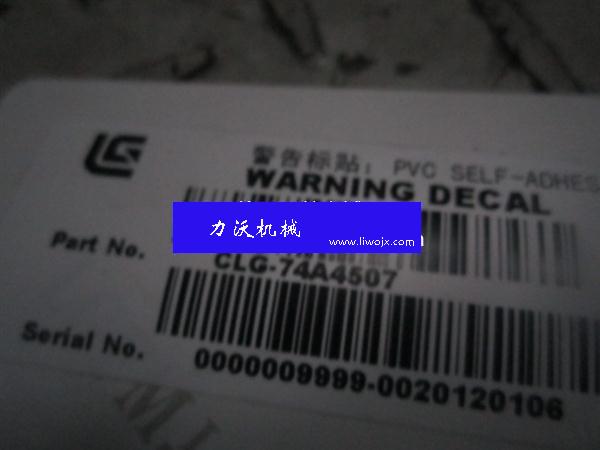 警告标贴: PVC SELF-ADHES
WARNING DECAL
力沃机械
www.liwojx.com
Part No.
CLG-74A4507
Serial No.
0000009999-0020120106